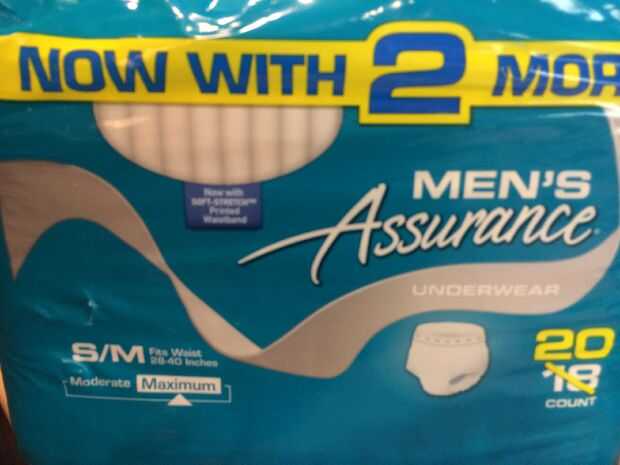 NOW WITH 2 MOR
Now with
SOFT-STRETCH™
Printed
Waistband
MEN'S
Assurance®
UNDERWEAR
S/M Fits Waist
28-40 Inches
Moderate Maximum
20
18
COUNT